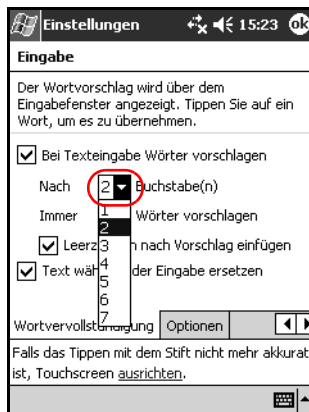 Einstellungen 15:23 ok
Eingabe
Der Wortvorschlag wird über dem
Eingabefenster angezeigt. Tippen Sie auf ein
Wort, um es zu übernehmen.
Bei Texteingabe Wörter vorschlagen
Nach 2 Buchstabe(n)
1
Immer Wörter vorschlagen
2
3
Leerz n nach Vorschlag einfügen
4
Text wäh der Eingabe ersetzen
5
6
7
Wortvervollständigung Optionen
Falls das Tippen mit dem Stift nicht mehr akkurat
ist, Touchscreen ausrichten.